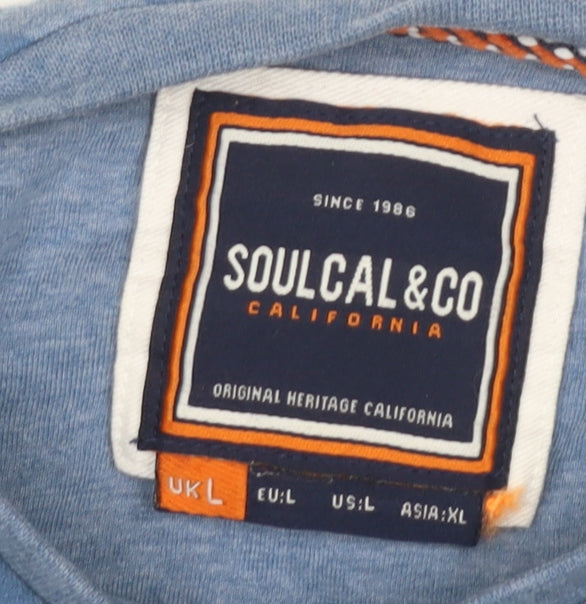 SINCE 1986
SOULCAL&CO
CALIFORNIA
ORIGINAL HERITAGE CALIFORNIA
UK L EU:L US:L ASIA:XL